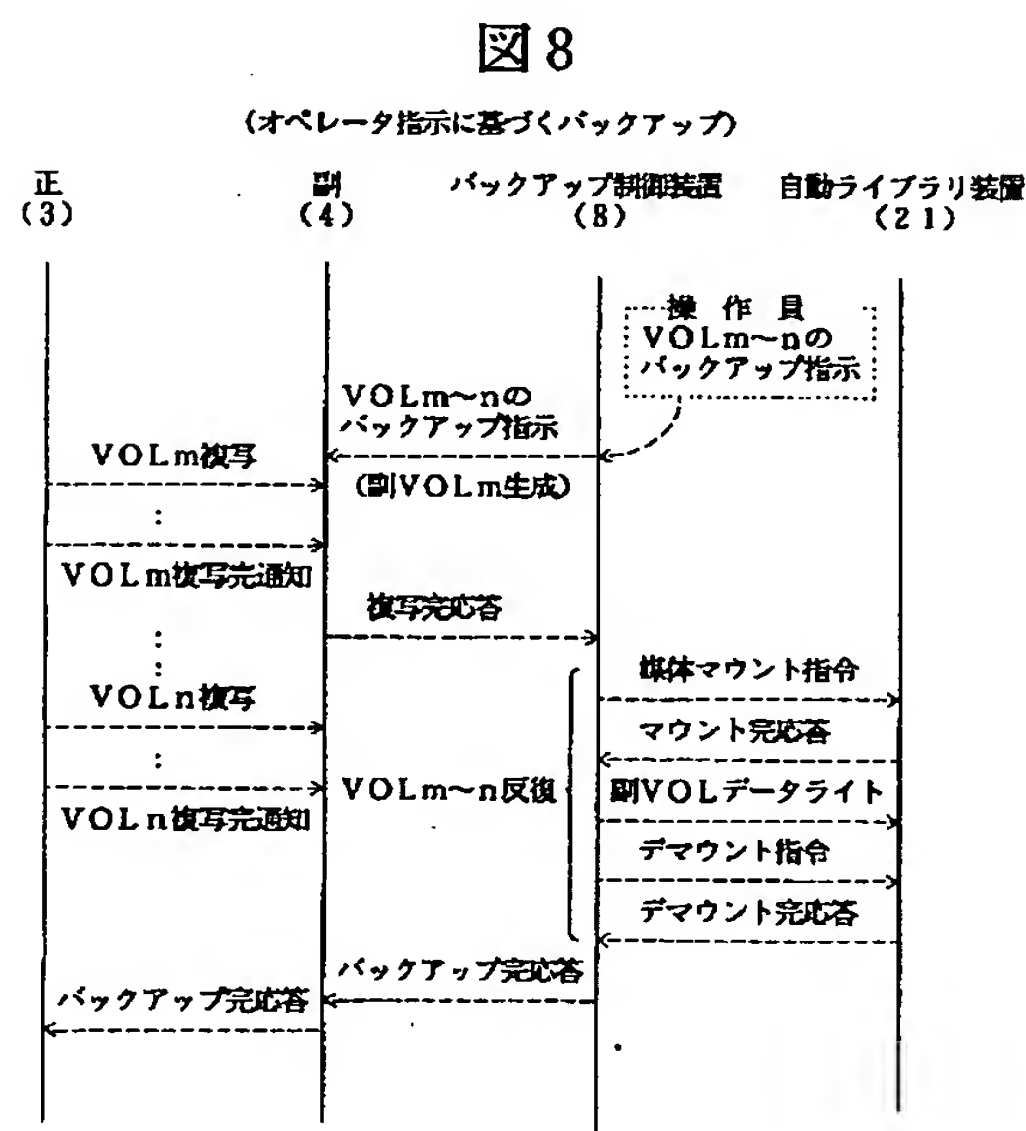 図8
(オペレータ指示に基づくバックアップ)
正
(3)
副
(4)
バックアップ制御装置
(8)
自動ライブラリ装置
(21)
操作員
VOLm~nの
バックアップ指示
VOLm~nの
バックアップ指示
VOLm複写
(副VOLm生成)
:
VOLm複写完通知
複写完応答
:
:
媒体マウント指令
VOLn複写
マウント完応答
:
VOLm~n反復
副VOLデータライト
VOLn複写完通知
デマウント指令
デマウント完応答
バックアップ完応答
バックアップ完応答